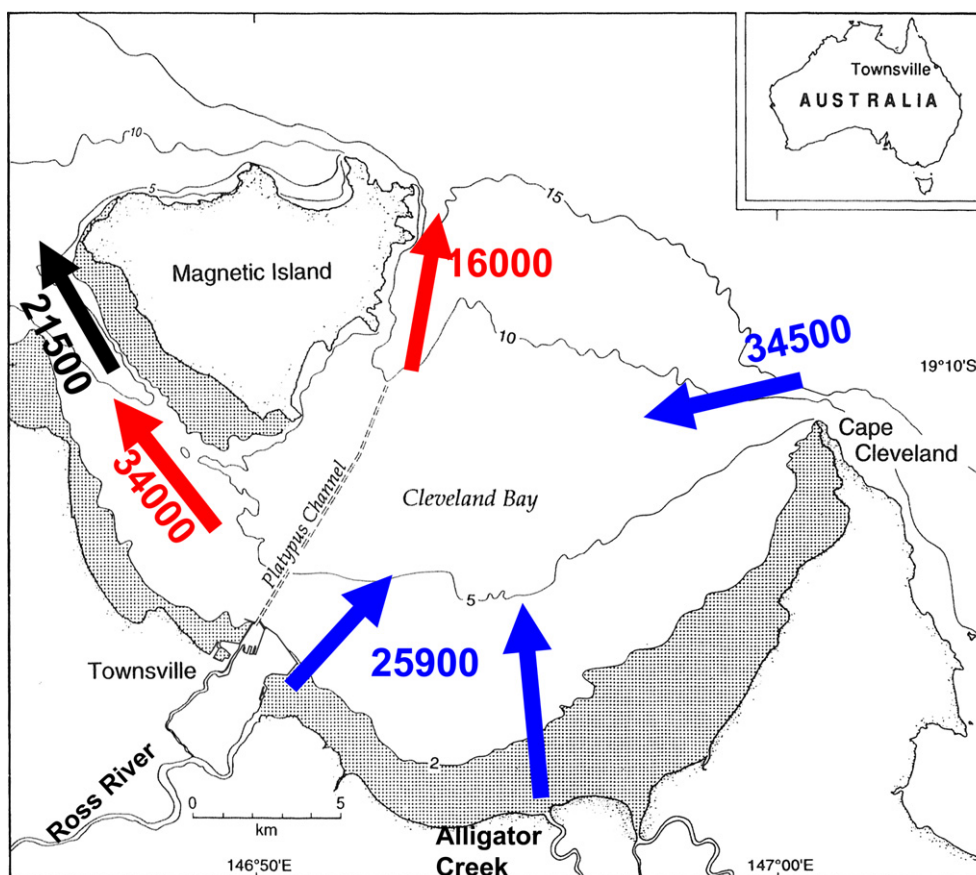 Townsville
AUSTRALIA
10
5
15
Magnetic Island
16000
21500
10
34500
19°10'S
34000
Cape
Cleveland
Platypus Channel
Cleveland Bay
5
25900
Townsville
2
Ross River
0 5
km
Alligator
Creek
146°50'E
147°00'E